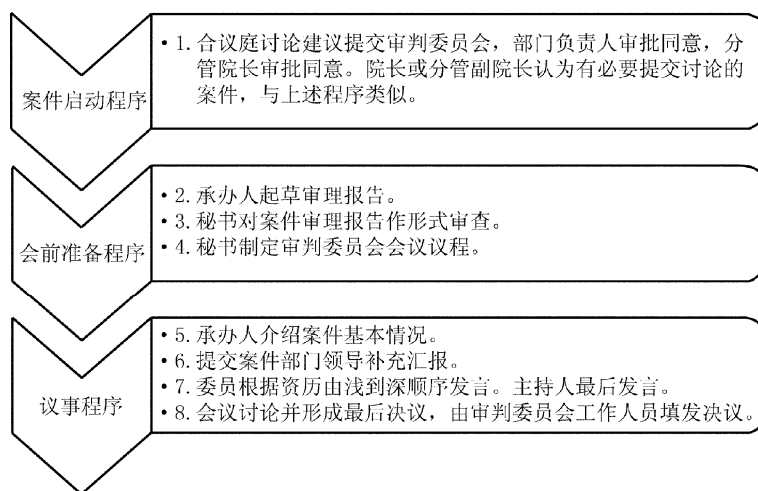 案件启动程序
• 1. 合议庭讨论建议提交审判委员会，部门负责人审批同意，分
管院长审批同意。院长或分管副院长认为有必要提交讨论的
案件，与上述程序类似。
会前准备程序
• 2. 承办人起草审理报告。
• 3. 秘书对案件审理报告作形式审查。
• 4. 秘书制定审判委员会会议议程。
议事程序
• 5. 承办人介绍案件基本情况。
• 6. 提交案件部门领导补充汇报。
• 7. 委员根据资历由浅到深顺序发言。主持人最后发言。
• 8. 会议讨论并形成最后决议，由审判委员会工作人员填发决议。